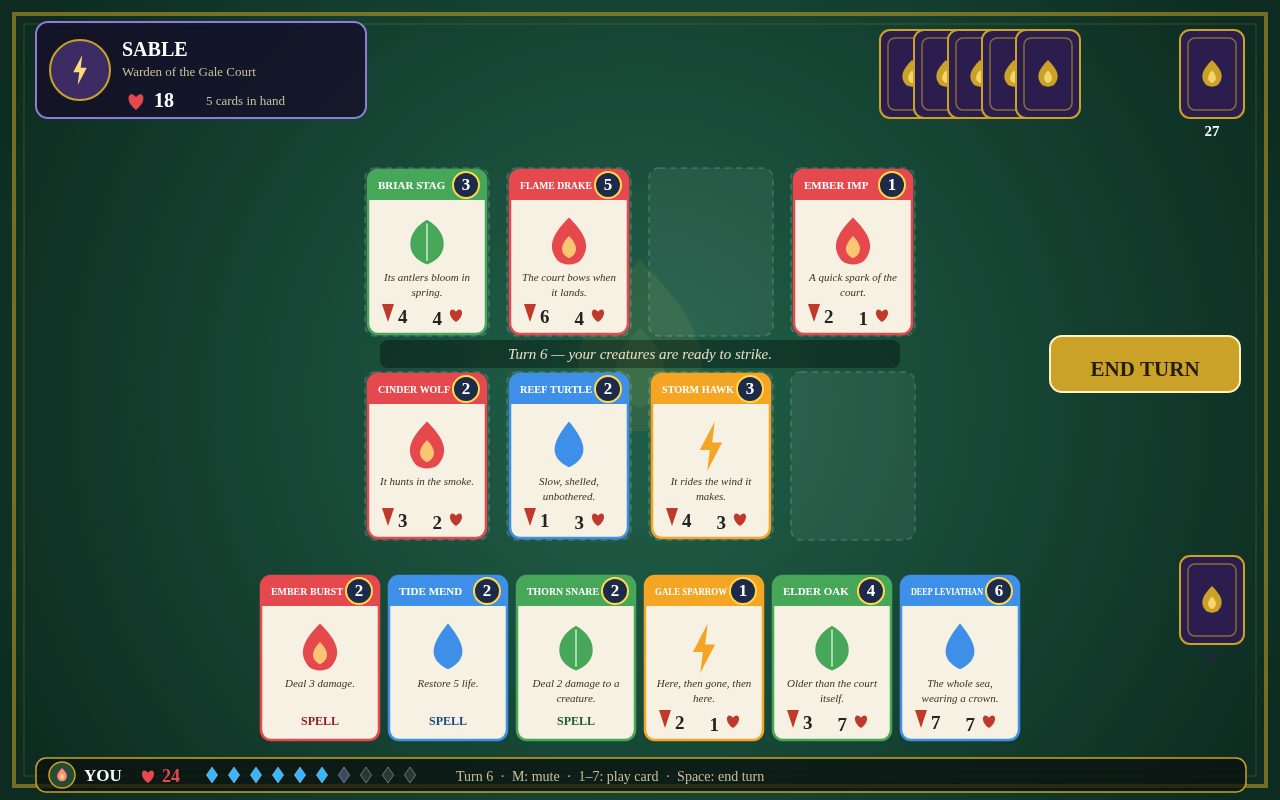 SABLE
Warden of the Gale Court
18
5 cards in hand
27
BRIAR STAG 3
Its antlers bloom in
spring.
4 4
FLAME DRAKE 5
The court bows when
it lands.
6 4
EMBER IMP 1
A quick spark of the
court.
2 1
Turn 6 — your creatures are ready to strike.
END TURN
CINDER WOLF 2
It hunts in the smoke.
3 2
REEF TURTLE 2
Slow, shelled,
unbothered.
1 3
STORM HAWK 3
It rides the wind it
makes.
4 3
EMBER BURST 2
Deal 3 damage.
SPELL
TIDE MEND 2
Restore 5 life.
SPELL
THORN SNARE 2
Deal 2 damage to a
creature.
SPELL
GALE SPARROW 1
Here, then gone, then
here.
2 1
ELDER OAK 4
Older than the court
itself.
3 7
DEEP LEVIATHAN 6
The whole sea,
wearing a crown.
7 7
YOU 24
Turn 6 · M: mute · 1–7: play card · Space: end turn